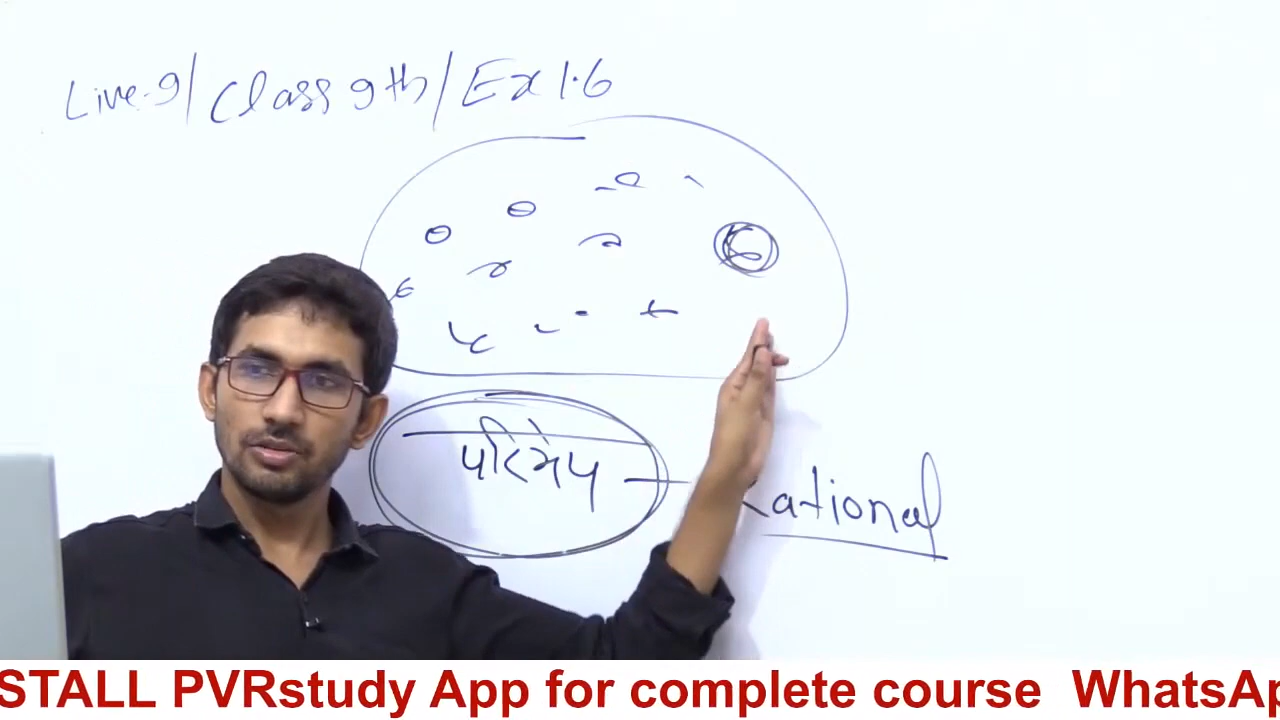 Live-9/ Class 9th/ Ex 1.6
परिमेय — Rational
STALL PVRstudy App for complete course WhatsAp